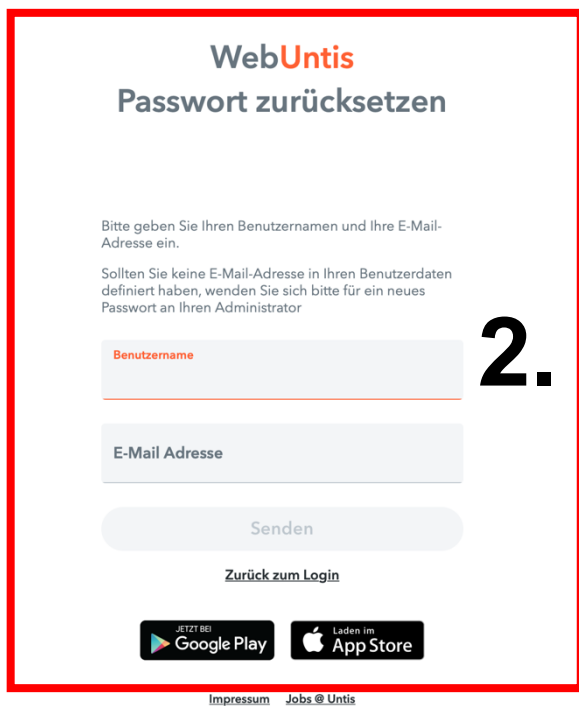 WebUntis
Passwort zurücksetzen
Bitte geben Sie Ihren Benutzernamen und Ihre E-Mail-
Adresse ein.
Sollten Sie keine E-Mail-Adresse in Ihren Benutzerdaten
definiert haben, wenden Sie sich bitte für ein neues
Passwort an Ihren Administrator
2.
Benutzername
E-Mail Adresse
Senden
Zurück zum Login
JETZT BEI
Google Play
Laden im
App Store
Impressum Jobs @ Untis